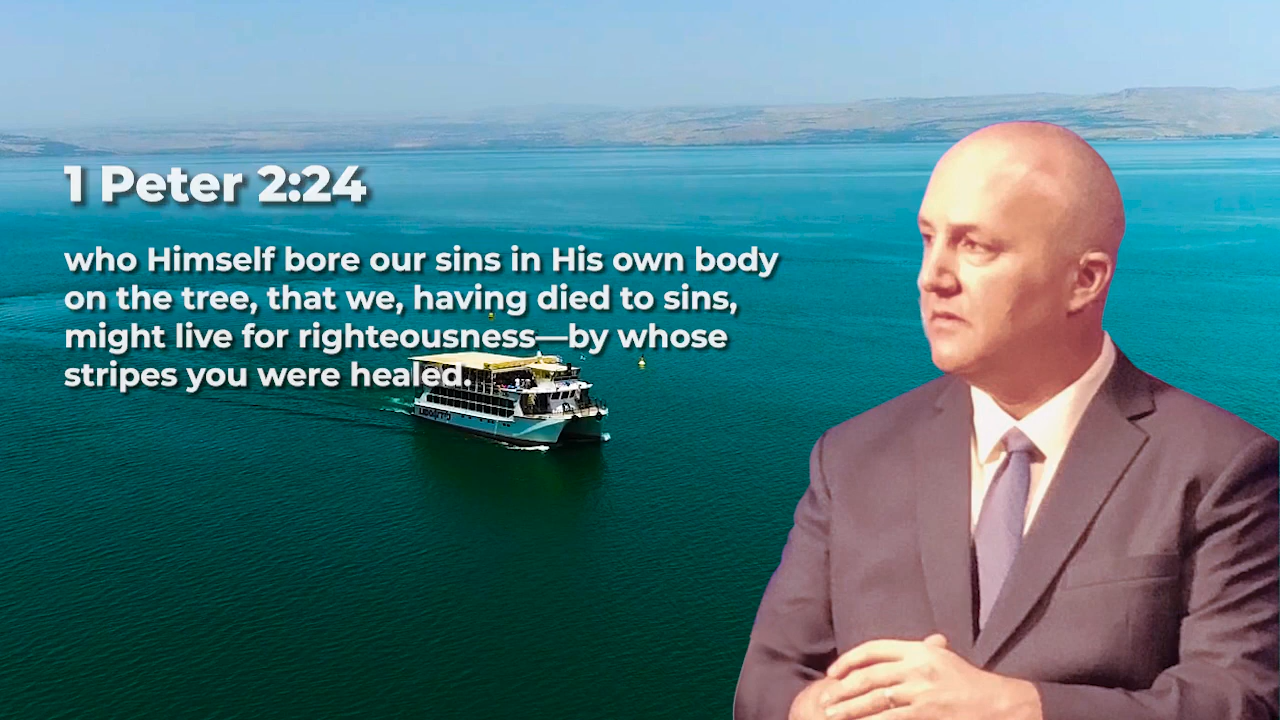 1 Peter 2:24
who Himself bore our sins in His own body
on the tree, that we, having died to sins,
might live for righteousness—by whose
stripes you were healed.